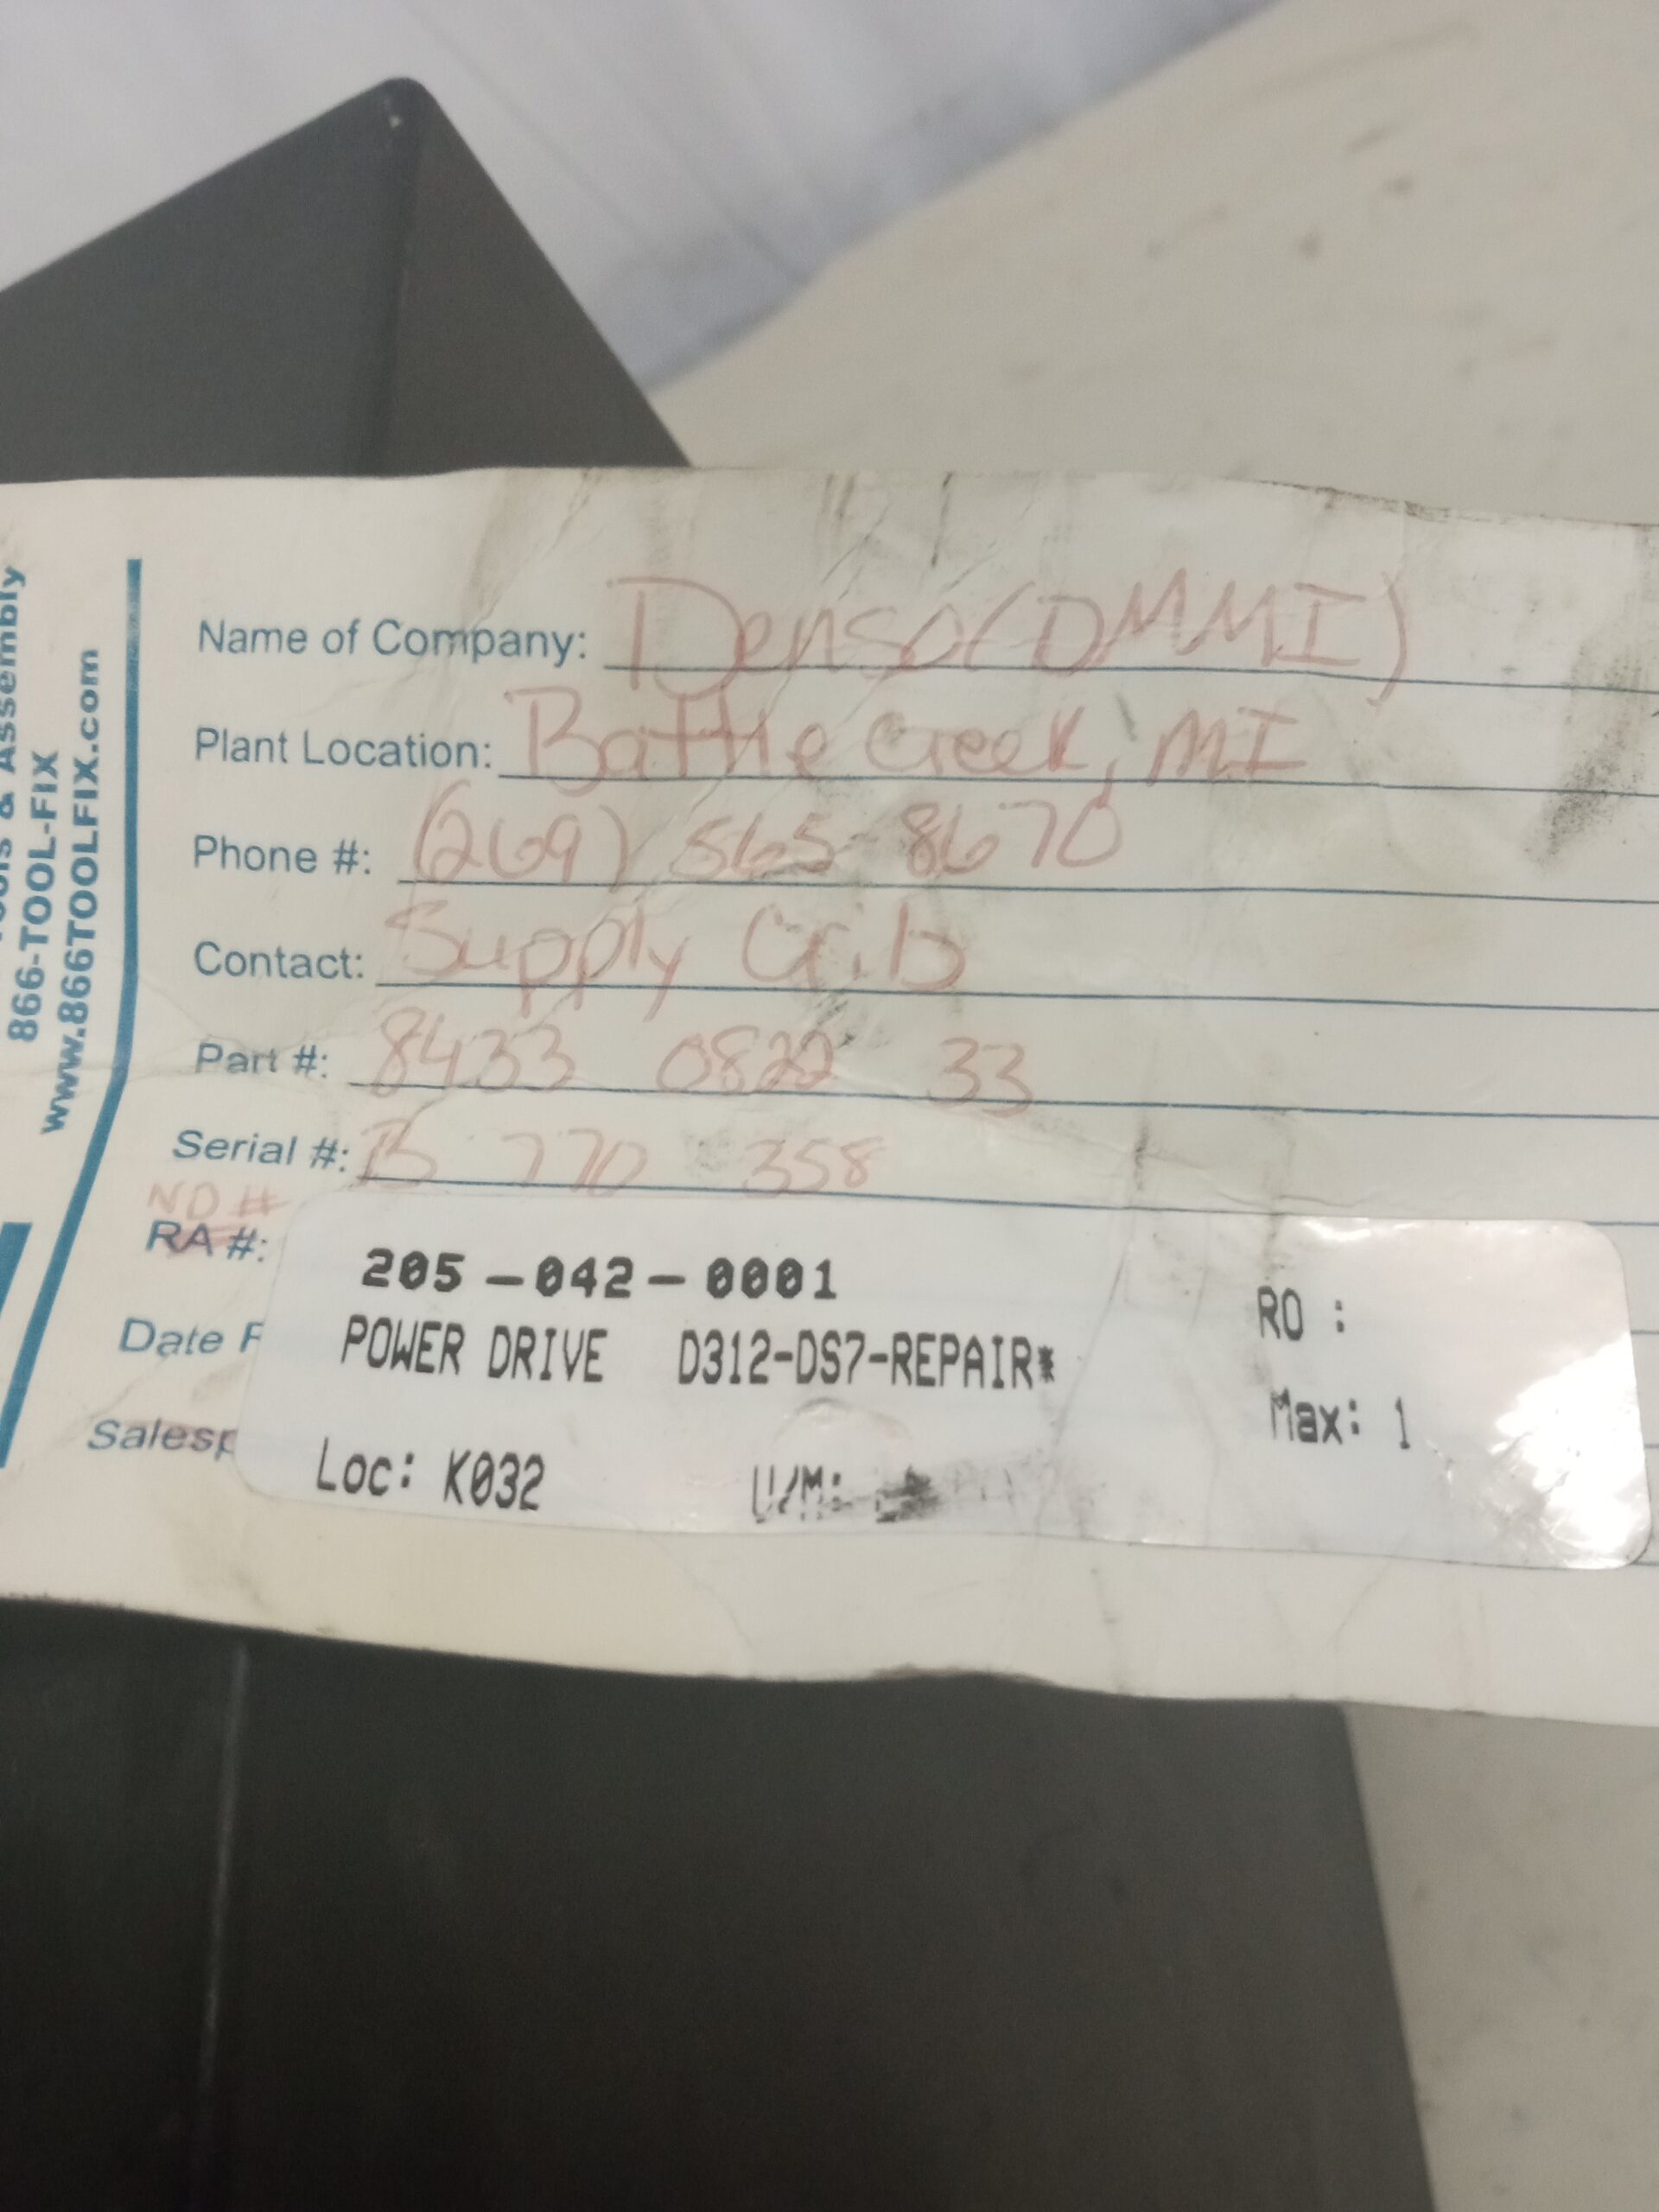 & Assembly
866-TOOL-FIX
www.866TOOLFIX.com
Name of Company: Denso (DMMI)
Plant Location: Battle Creek, MI
Phone #: (269) 565-8670
Contact: Supply Crib
Part #: 8433 0822 33
Serial #: B 770 358
ND#
RA #:
205-042-0001
POWER DRIVE D312-DS7-REPAIR*
RO :
Date
Max: 1
Loc: K032
U/M: